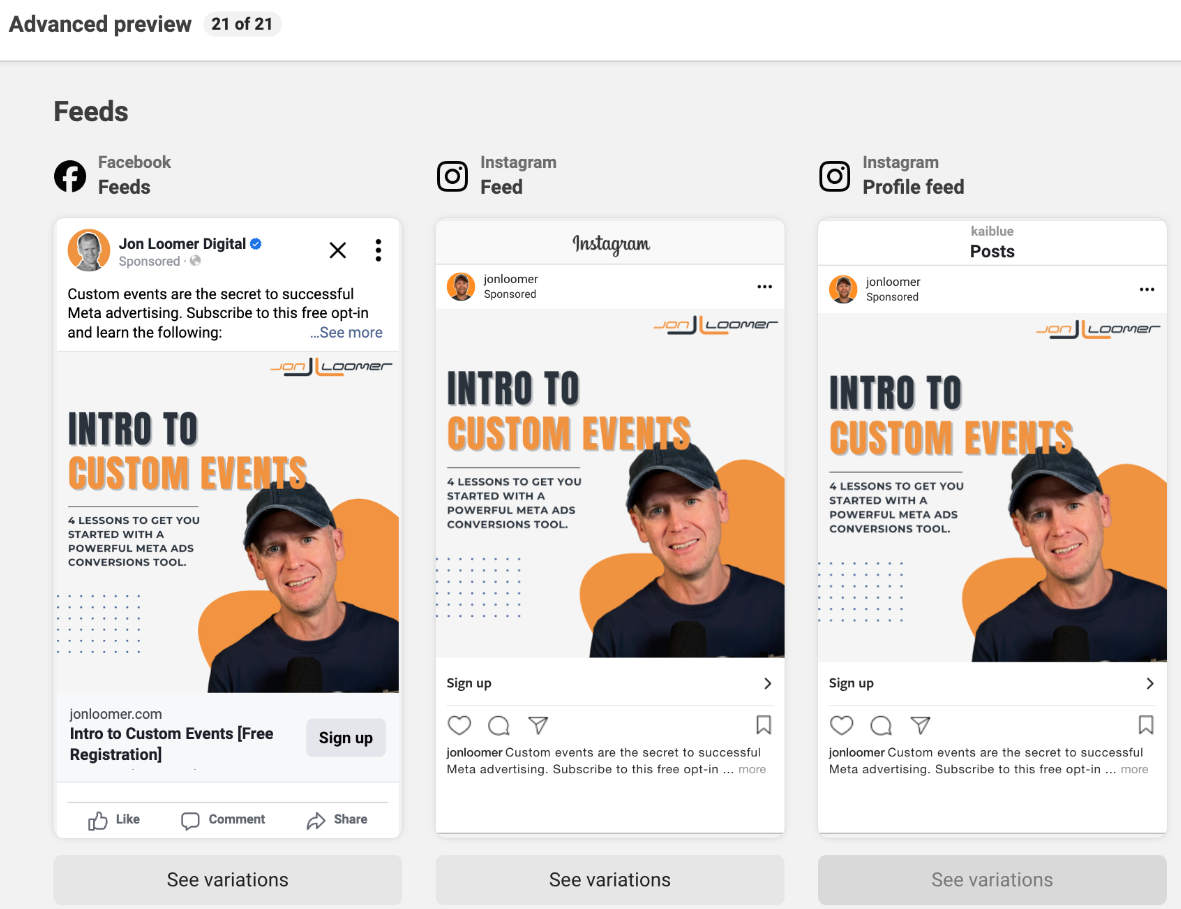 Advanced preview 21 of 21
Feeds
Facebook
Feeds
Jon Loomer Digital
Sponsored ·
Custom events are the secret to successful
Meta advertising. Subscribe to this free opt-in
and learn the following: ...See more
JON LOOMER
INTRO TO
CUSTOM EVENTS
4 LESSONS TO GET YOU
STARTED WITH A
POWERFUL META ADS
CONVERSIONS TOOL.
jonloomer.com
Intro to Custom Events [Free
Registration]
Sign up
Like Comment Share
See variations
Instagram
Feed
Instagram
jonloomer
Sponsored
JON LOOMER
INTRO TO
CUSTOM EVENTS
4 LESSONS TO GET YOU
STARTED WITH A
POWERFUL META ADS
CONVERSIONS TOOL.
Sign up
jonloomer Custom events are the secret to successful
Meta advertising. Subscribe to this free opt-in ... more
See variations
Instagram
Profile feed
kaiblue
Posts
jonloomer
Sponsored
JON LOOMER
INTRO TO
CUSTOM EVENTS
4 LESSONS TO GET YOU
STARTED WITH A
POWERFUL META ADS
CONVERSIONS TOOL.
Sign up
jonloomer Custom events are the secret to successful
Meta advertising. Subscribe to this free opt-in ... more
See variations